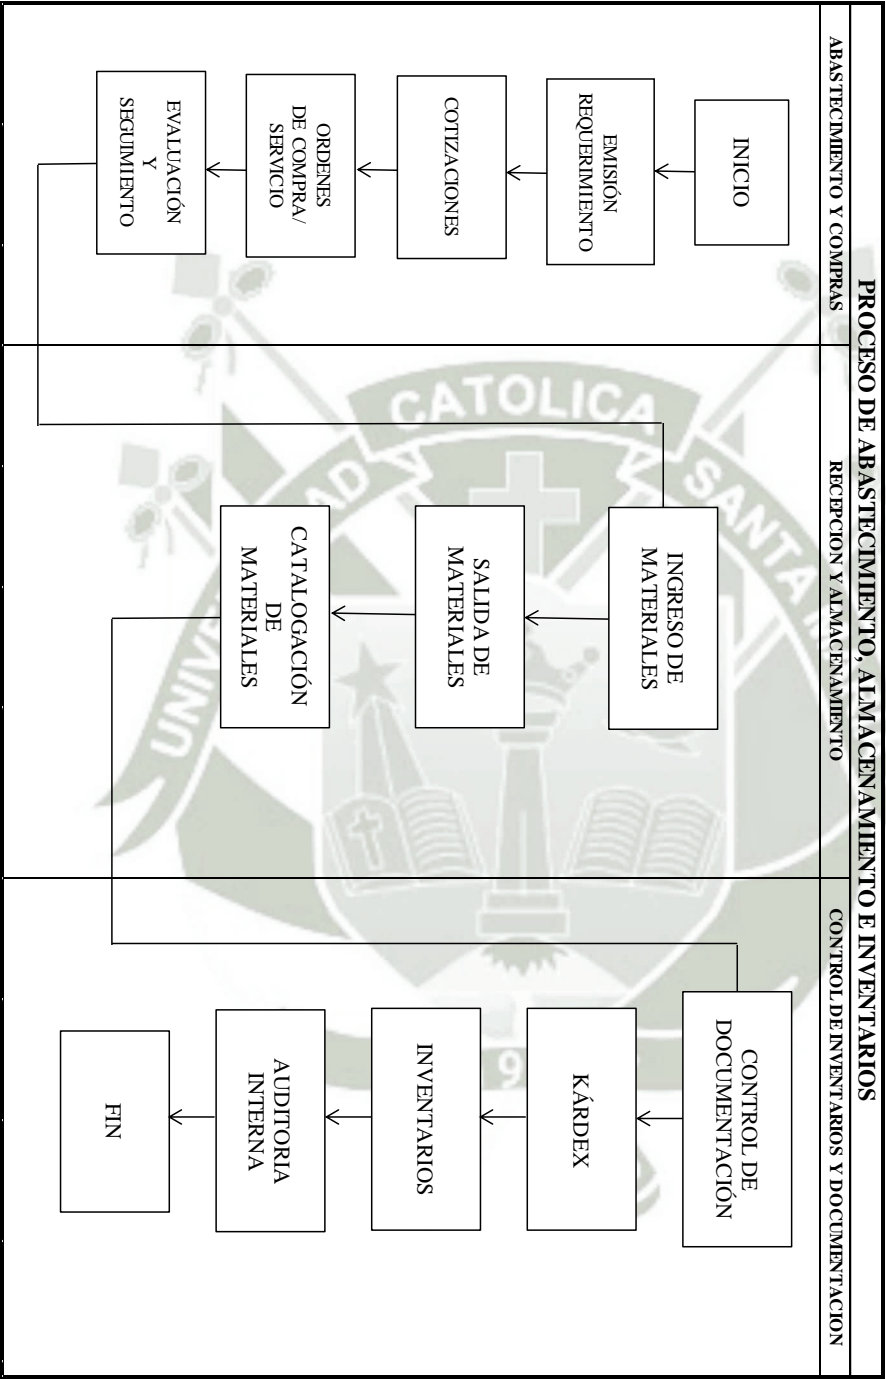 PROCESO DE ABASTECIMIENTO, ALMACENAMIENTO E INVENTARIOS
ABASTECIMIENTO Y COMPRAS
RECEPCION Y ALMACENAMIENTO
CONTROL DE INVENTARIOS Y DOCUMENTACION
INICIO
EMISIÓN
REQUERIMIENTO
COTIZACIONES
ORDENES
DE COMPRA/
SERVICIO
EVALUACIÓN
Y
SEGUIMIENTO
INGRESO DE
MATERIALES
SALIDA DE
MATERIALES
CATALOGACIÓN
DE
MATERIALES
CONTROL DE
DOCUMENTACIÓN
KÁRDEX
INVENTARIOS
AUDITORIA
INTERNA
FIN
CATOLICA
SANTA